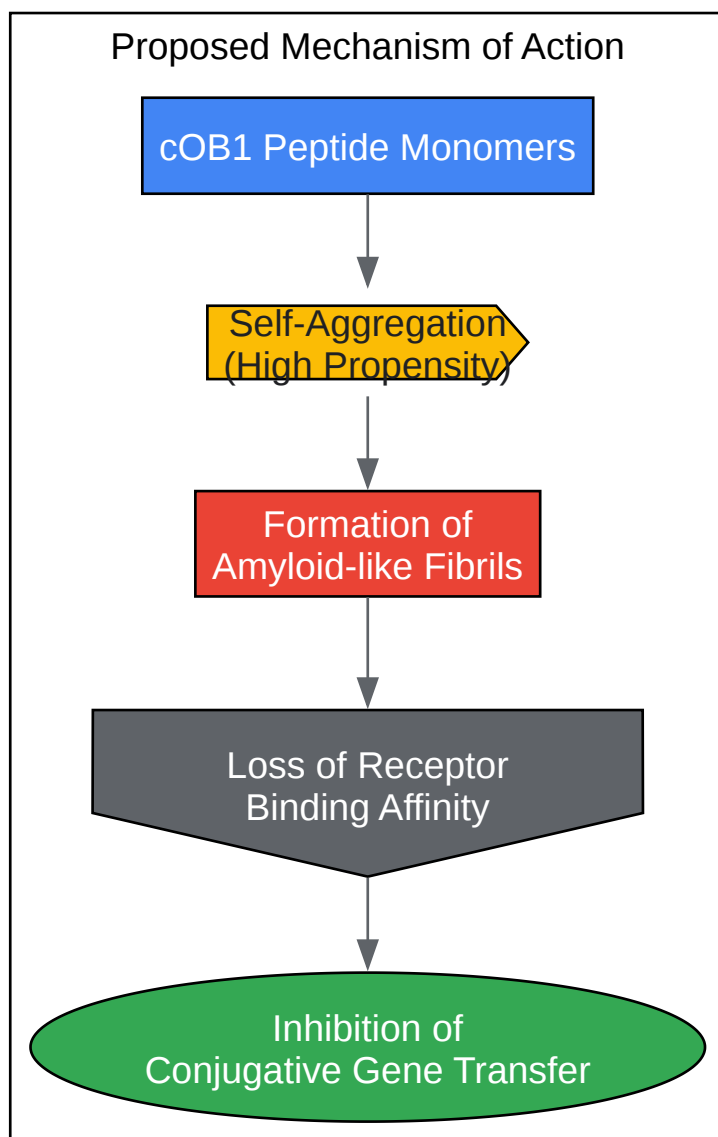 Proposed Mechanism of Action
cOB1 Peptide Monomers
Self-Aggregation
(High Propensity)
Formation of
Amyloid-like Fibrils
Loss of Receptor
Binding Affinity
Inhibition of
Conjugative Gene Transfer